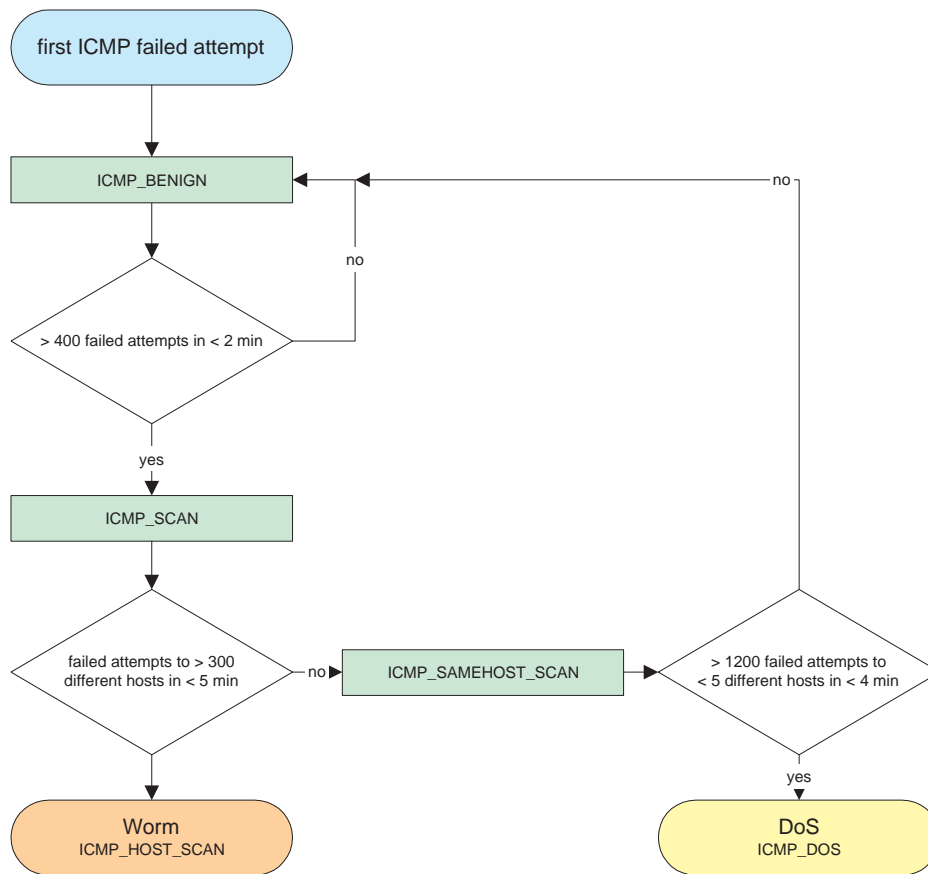 first ICMP failed attempt
ICMP_BENIGN
no
no
> 400 failed attempts in < 2 min
yes
ICMP_SCAN
failed attempts to > 300
different hosts in < 5 min
no
ICMP_SAMEHOST_SCAN
> 1200 failed attempts to
< 5 different hosts in < 4 min
yes
Worm
ICMP_HOST_SCAN
DoS
ICMP_DOS